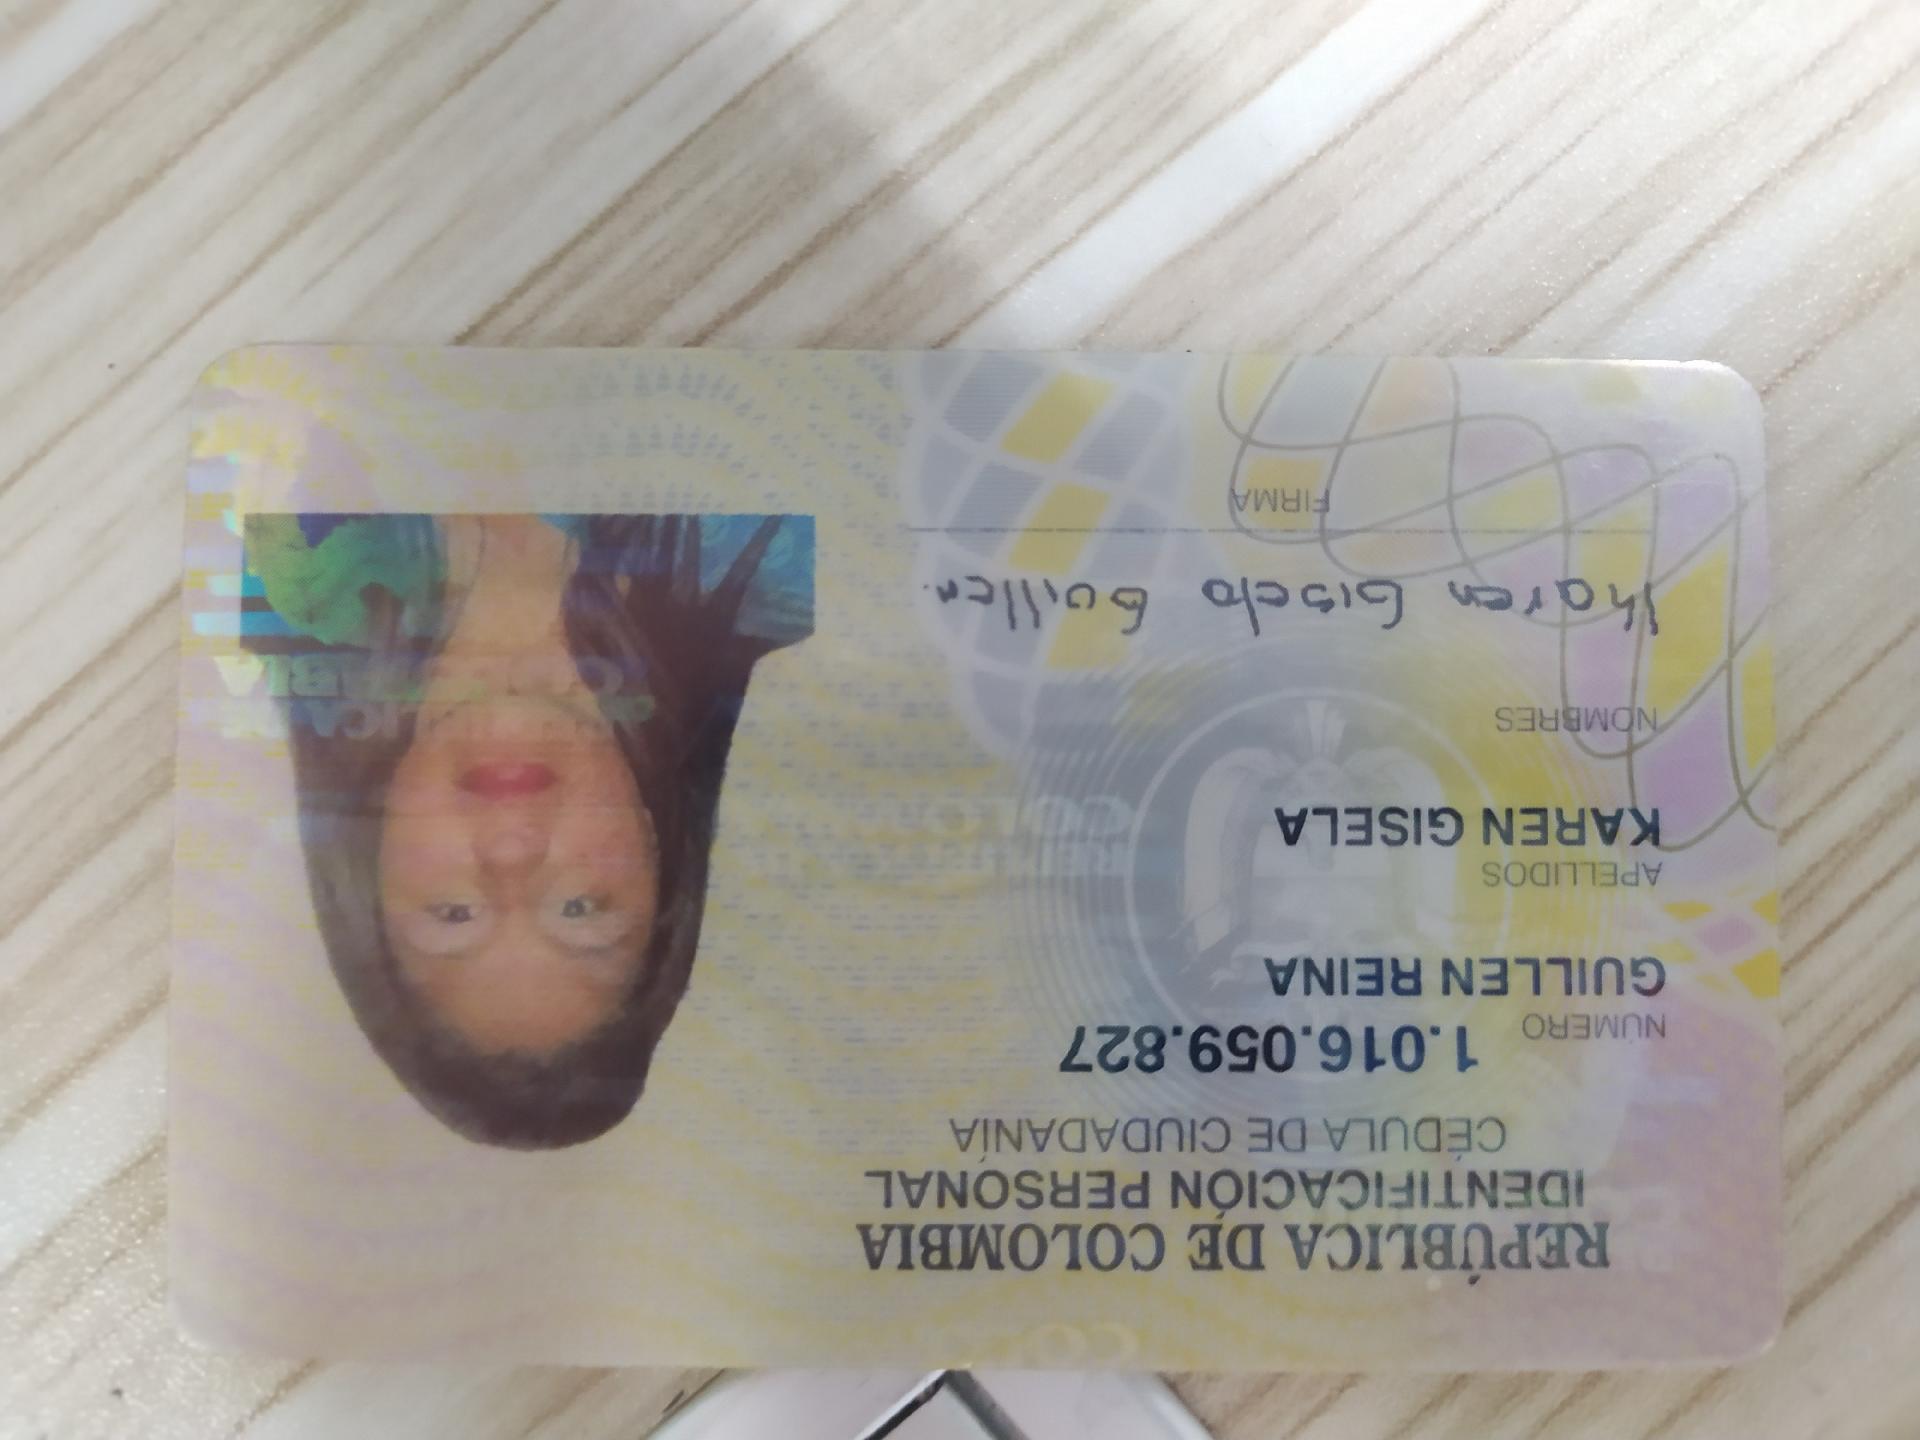 REPÚBLICA DE COLOMBIA
IDENTIFICACIÓN PERSONAL
CÉDULA DE CIUDADANÍA
NÚMERO 1.016.059.827
GUILLEN REINA
APELLIDOS
KAREN GISELA
NOMBRES
Karen Gisela Guillen.
FIRMA